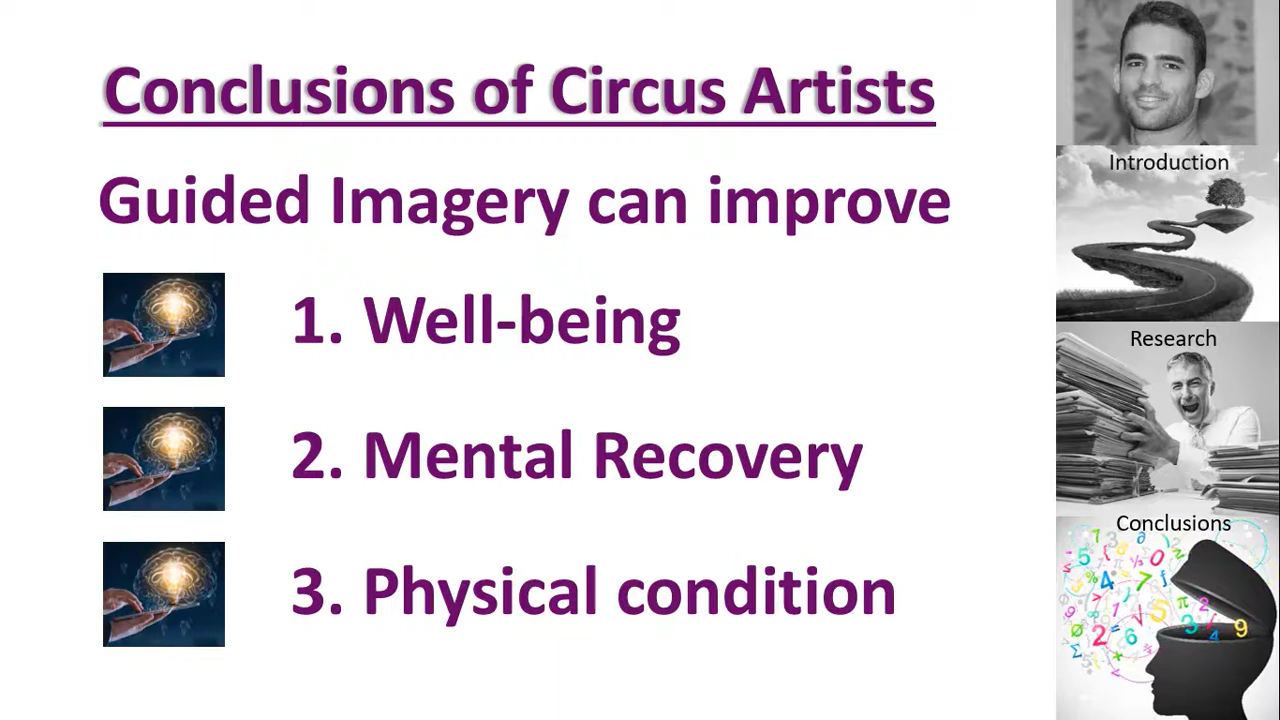 Conclusions of Circus Artists
Guided Imagery can improve
1. Well-being
2. Mental Recovery
3. Physical condition
Introduction
Research
Conclusions